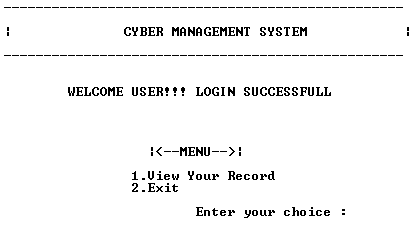 CYBER MANAGEMENT SYSTEM
WELCOME USER!!! LOGIN SUCCESSFULL
|<--MENU-->|
1.View Your Record
2.Exit
Enter your choice :